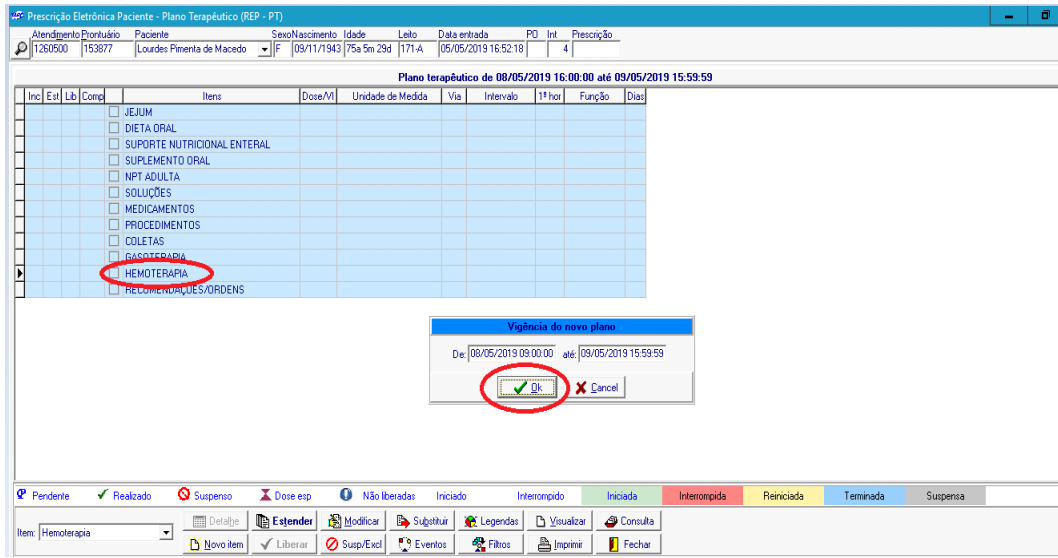 Prescrição Eletrônica Paciente - Plano Terapêutico (REP - PT)
Atendimento Prontuário Paciente Sexo Nascimento Idade Leito Data entrada PO Int Prescrição
1260500 153877 Lourdes Pimenta de Macedo F 09/11/1943 75a 5m 29d 171-A 05/05/2019 16:52:18 4
Plano terapêutico de 08/05/2019 16:00:00 até 09/05/2019 15:59:59
Inc Est Lib Comp Itens Dose/Vl Unidade de Medida Via Intervalo 1ª hor Função Dias
JEJUM
DIETA ORAL
SUPORTE NUTRICIONAL ENTERAL
SUPLEMENTO ORAL
NPT ADULTA
SOLUÇÕES
MEDICAMENTOS
PROCEDIMENTOS
COLETAS
GASOTERAPIA
HEMOTERAPIA
RECOMENDAÇÕES/ORDENS
Vigência do novo plano
De: 08/05/2019 09:00:00 até: 09/05/2019 15:59:59
Ok Cancel
Pendente Realizado Suspenso Dose esp Não liberadas Iniciado Interrompido Iniciada Interrompida Reiniciada Terminada Suspensa
Item: Hemoterapia Detalhe Estender Modificar Substituir Legendas Visualizar Consulta
Novo item Liberar Susp/Excl Eventos Filtros Imprimir Fechar